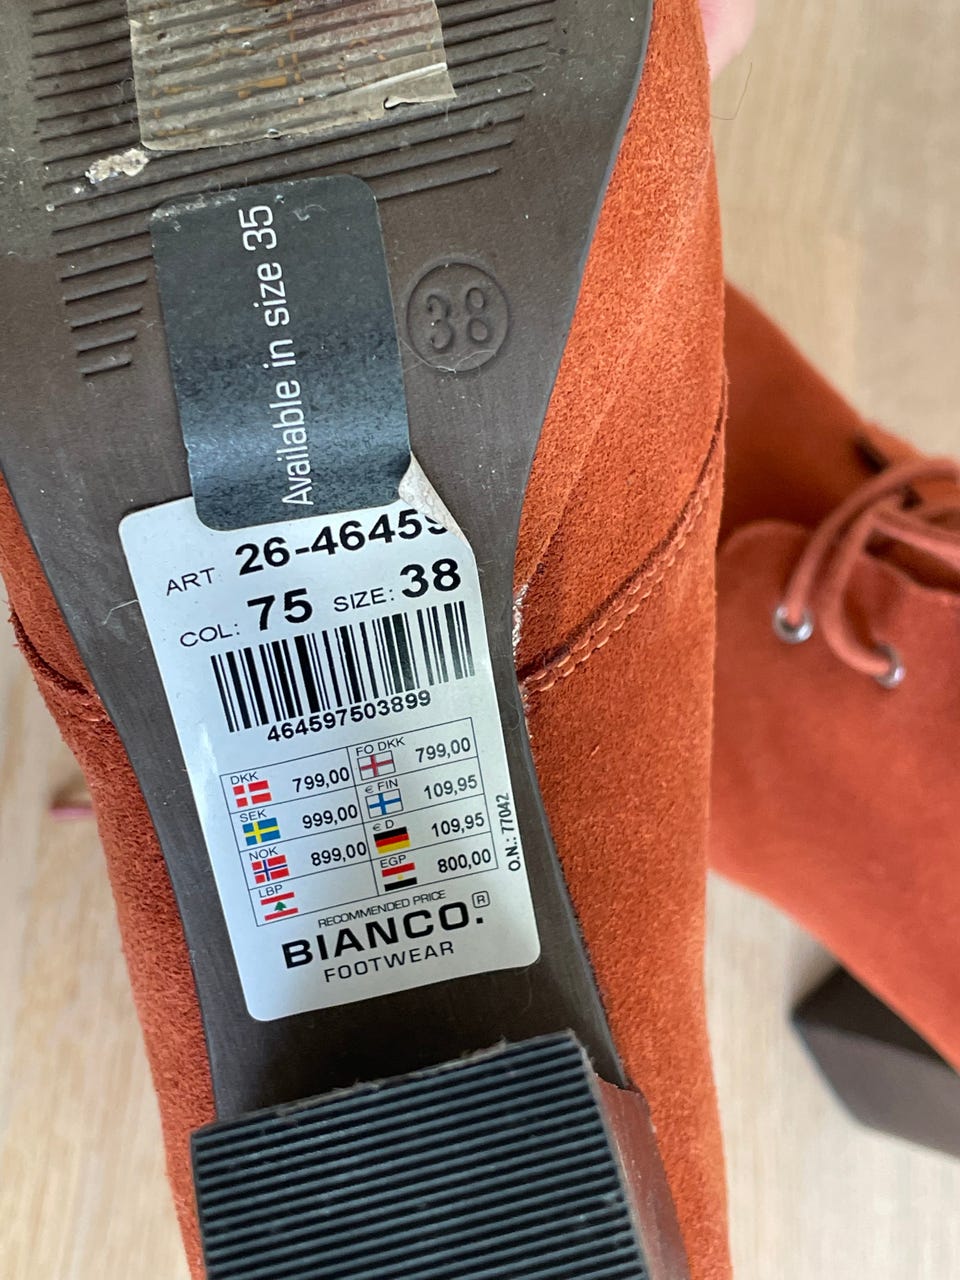 Available in size 35
38
ART 26-46459
COL: 75 SIZE: 38
464597503899
DKK 799,00 FO DKK 799,00
SEK 999,00 € FIN 109,95
NOK 899,00 € D 109,95
LBP EGP 800,00
O.N.: 77042
RECOMMENDED PRICE
BIANCO.®
FOOTWEAR